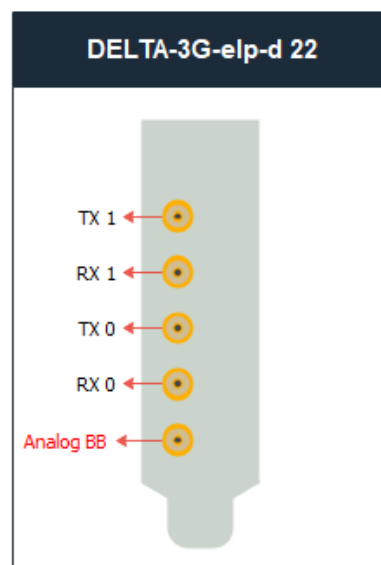 DELTA-3G-elp-d 22
TX 1
RX 1
TX 0
RX 0
Analog BB